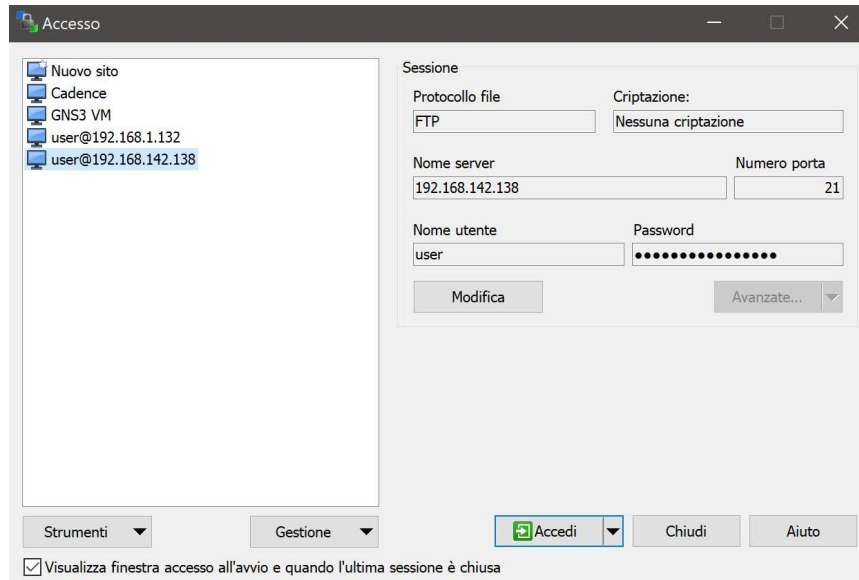 Accesso
Nuovo sito
Cadence
GNS3 VM
user@192.168.1.132
user@192.168.142.138
Sessione
Protocollo file Criptazione:
FTP Nessuna criptazione
Nome server Numero porta
192.168.142.138 21
Nome utente Password
user ••••••••••••••••
Modifica Avanzate...
Strumenti Gestione Accedi Chiudi Aiuto
Visualizza finestra accesso all'avvio e quando l'ultima sessione è chiusa